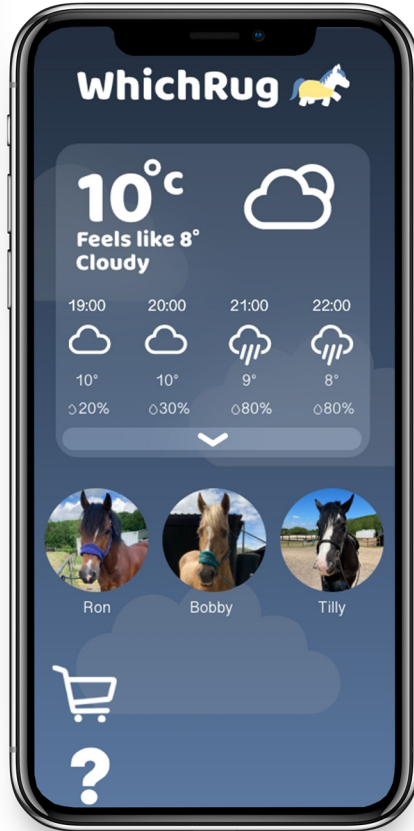 WhichRug
10°C
Feels like 8°
Cloudy
19:00 20:00 21:00 22:00
10° 10° 9° 8°
20% 30% 80% 80%
Ron Bobby Tilly
?